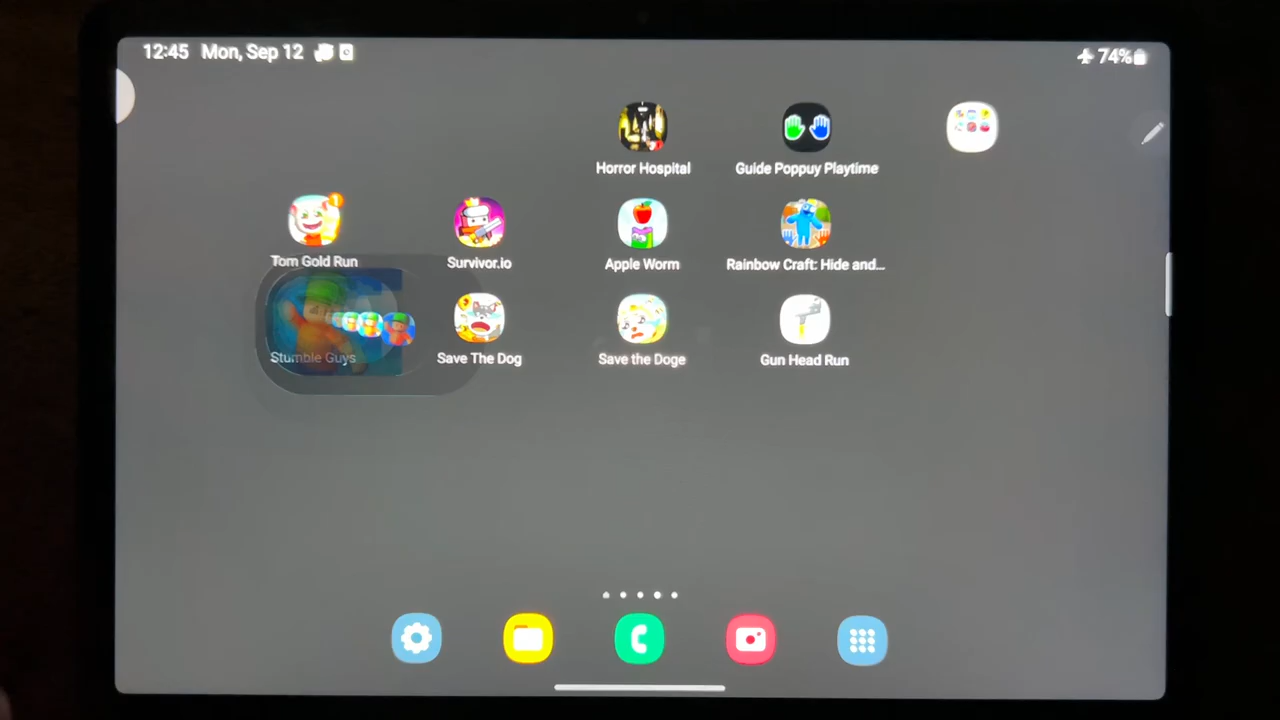 12:45 Mon, Sep 12
74%
Horror Hospital
Guide Poppuy Playtime
Tom Gold Run
Survivor.io
Apple Worm
Rainbow Craft: Hide and...
Stumble Guys
Save The Dog
Save the Doge
Gun Head Run